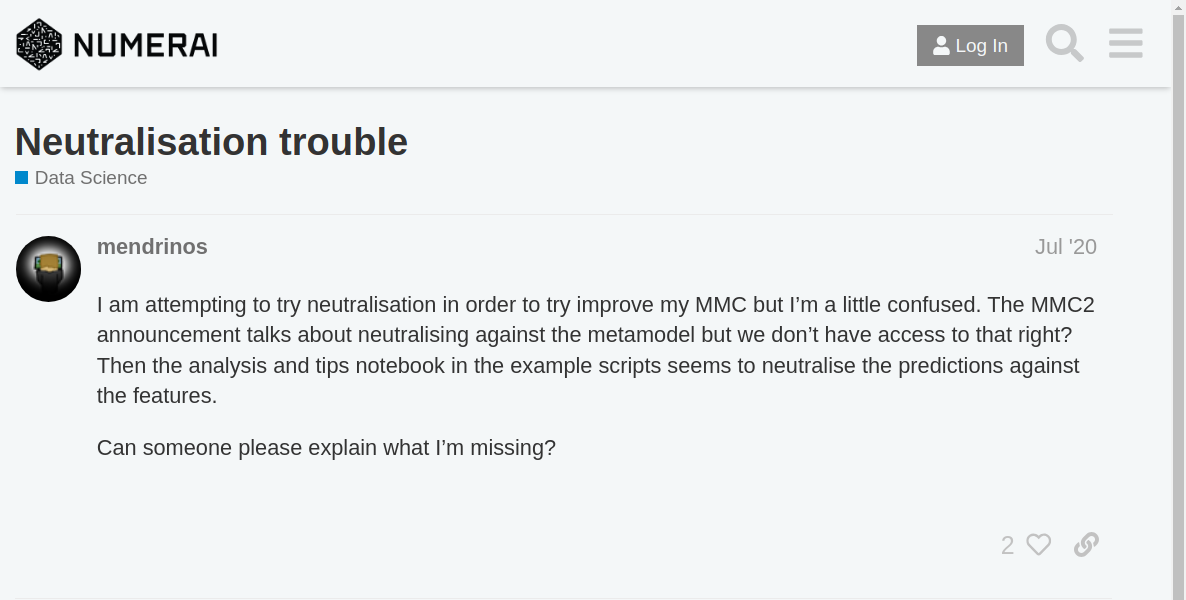 NUMERAI
Log In
Neutralisation trouble
Data Science
mendrinos
Jul '20
I am attempting to try neutralisation in order to try improve my MMC but I’m a little confused. The MMC2
announcement talks about neutralising against the metamodel but we don’t have access to that right?
Then the analysis and tips notebook in the example scripts seems to neutralise the predictions against
the features.
Can someone please explain what I’m missing?
2